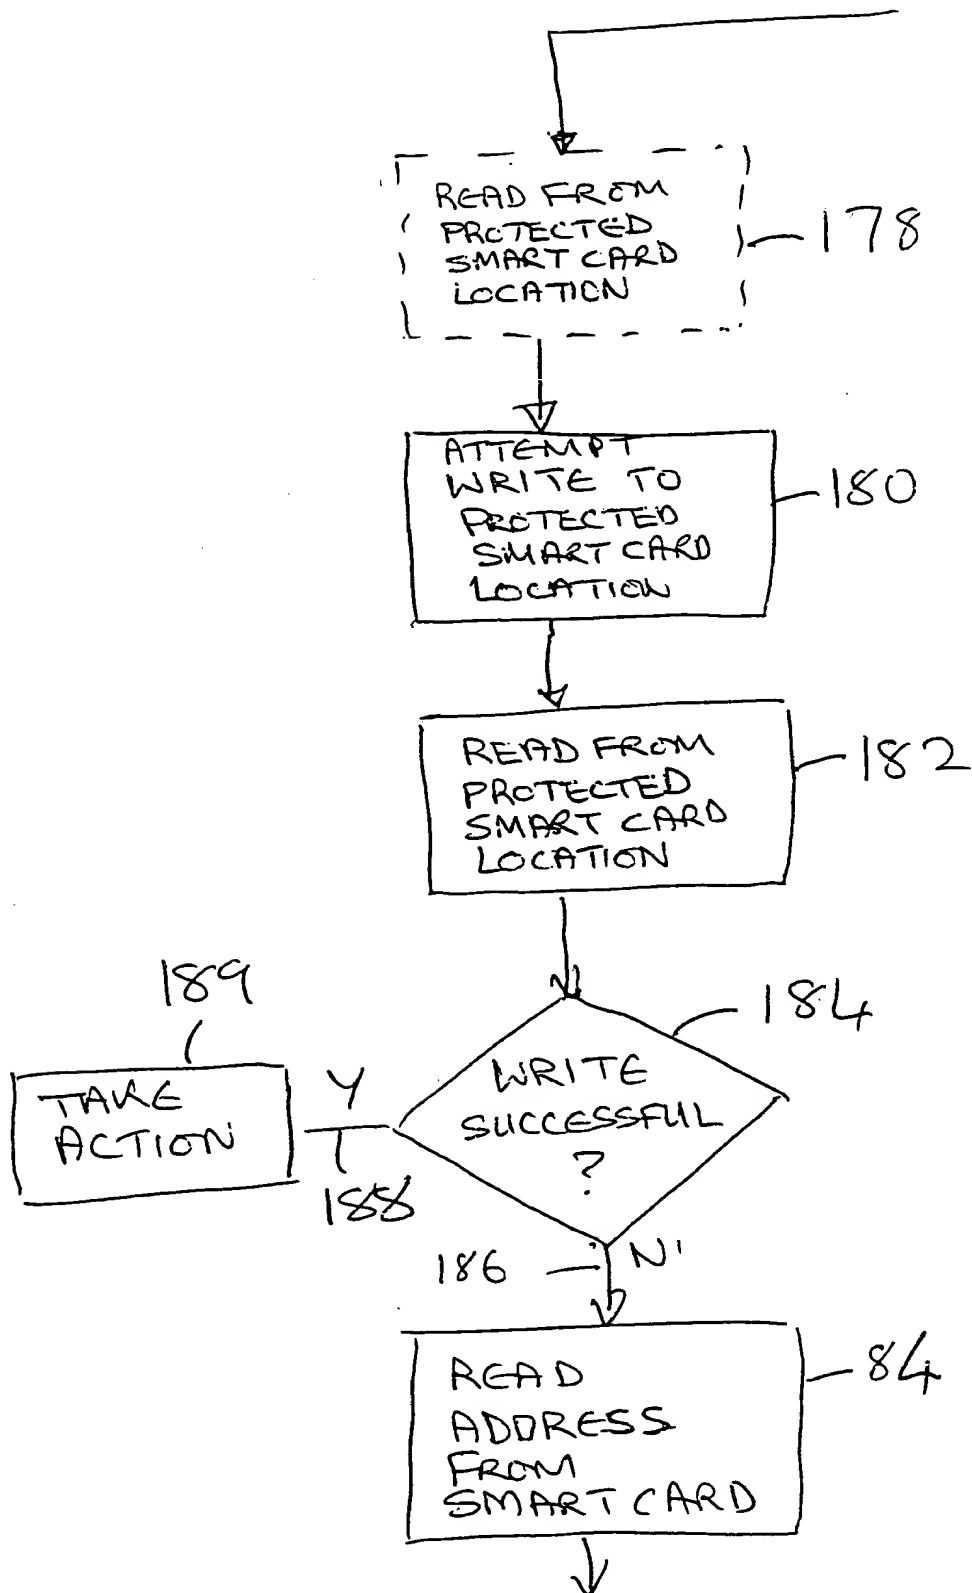 READ FROM
PROTECTED
SMART CARD
LOCATION
178
ATTEMPT
WRITE TO
PROTECTED
SMART CARD
LOCATION
180
READ FROM
PROTECTED
SMART CARD
LOCATION
182
184
WRITE
SUCCESSFUL
?
189
TAKE
ACTION
Y
188
186
N
READ
ADDRESS
FROM
SMART CARD
84